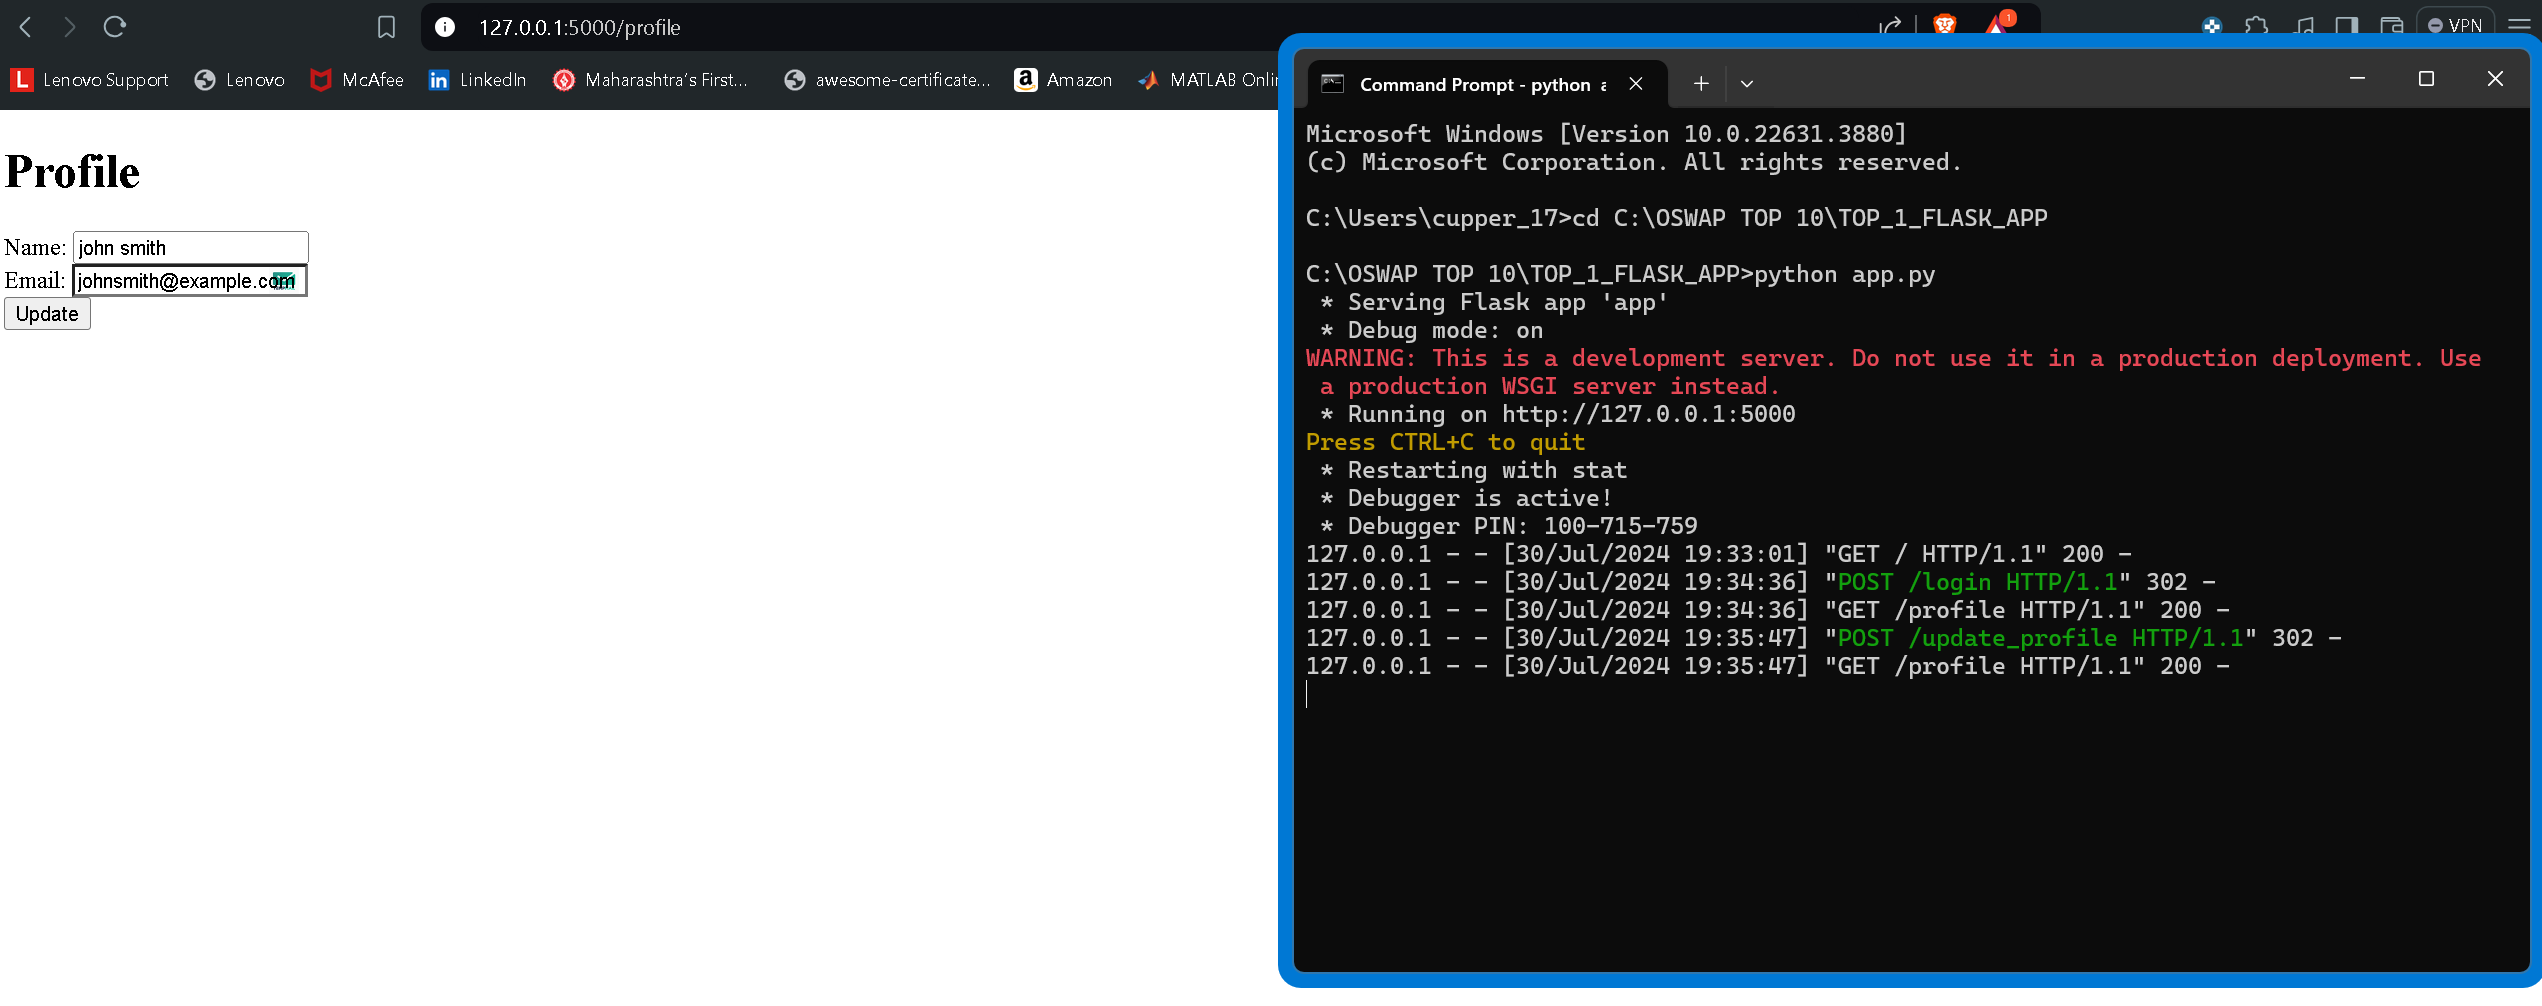 127.0.0.1:5000/profile
1
VPN
Lenovo Support
Lenovo
McAfee
LinkedIn
Maharashtra's First...
awesome-certificate...
Amazon
MATLAB Onlin
Profile
Name: john smith
Email: johnsmith@example.com
Update
Command Prompt - python a
Microsoft Windows [Version 10.0.22631.3880]
(c) Microsoft Corporation. All rights reserved.
C:\Users\cupper_17>cd C:\OSWAP TOP 10\TOP_1_FLASK_APP
C:\OSWAP TOP 10\TOP_1_FLASK_APP>python app.py
* Serving Flask app 'app'
* Debug mode: on
WARNING: This is a development server. Do not use it in a production deployment. Use
a production WSGI server instead.
* Running on http://127.0.0.1:5000
Press CTRL+C to quit
* Restarting with stat
* Debugger is active!
* Debugger PIN: 100-715-759
127.0.0.1 - - [30/Jul/2024 19:33:01] "GET / HTTP/1.1" 200 -
127.0.0.1 - - [30/Jul/2024 19:34:36] "POST /login HTTP/1.1" 302 -
127.0.0.1 - - [30/Jul/2024 19:34:36] "GET /profile HTTP/1.1" 200 -
127.0.0.1 - - [30/Jul/2024 19:35:47] "POST /update_profile HTTP/1.1" 302 -
127.0.0.1 - - [30/Jul/2024 19:35:47] "GET /profile HTTP/1.1" 200 -